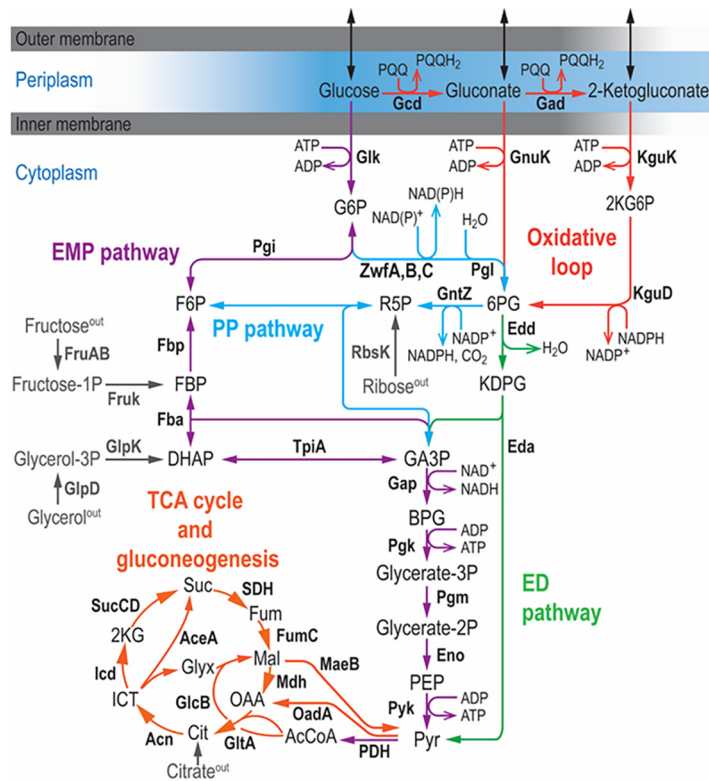 Outer membrane
Periplasm
PQQ PQQH2 PQQ PQQH2
Glucose Gluconate 2-Ketogluconate
Gcd Gad
Inner membrane
Cytoplasm
ATP ADP Glk
ATP ADP GnuK
ATP ADP KguK
G6P
NAD(P)+ NAD(P)H H2O
2KG6P
EMP pathway
Pgi
ZwfA,B,C Pgl
Oxidative
loop
F6P
PP pathway
R5P
GntZ
6PG
KguD
NADP+
NADPH, CO2
NADPH
NADP+
Edd
H2O
Fructoseout
FruAB
Fbp
RbsK
Fructose-1P
Fruk
FBP
Riboseout
KDPG
Fba
Eda
Glycerol-3P
GlpK
DHAP
TpiA
GA3P
GlpD
Glycerolout
Gap
NAD+
NADH
TCA cycle
and
gluconeogenesis
BPG
Pgk
ADP
ATP
Glycerate-3P
Pgm
ED
pathway
Suc
SDH
SucCD
Fum
Glycerate-2P
2KG
AceA
FumC
Eno
Icd
Glyx
Mal
MaeB
PEP
ICT
Mdh
GlcB
OAA
OadA
Pyk
ADP
ATP
Acn
Cit
GltA
AcCoA
PDH
Pyr
Citrateout